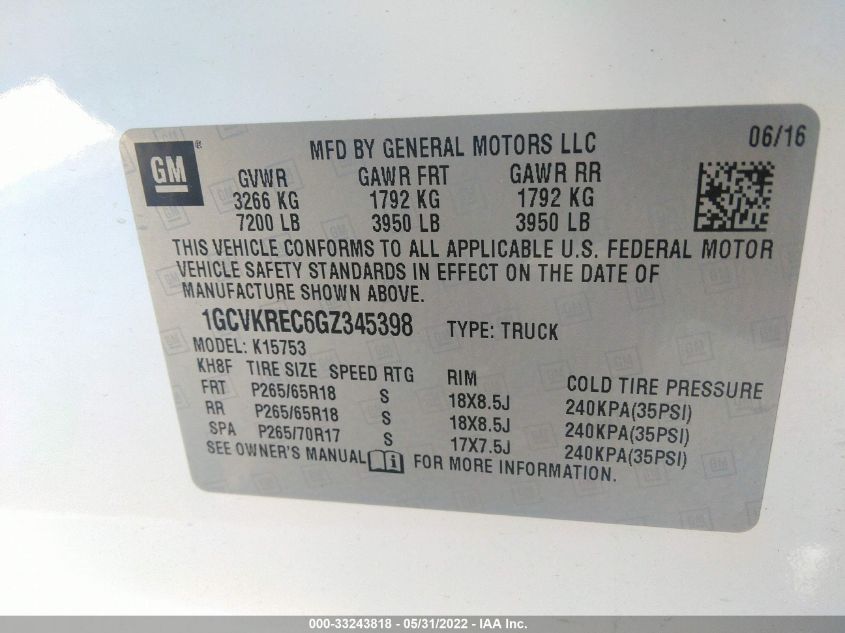 GM ® MFD BY GENERAL MOTORS LLC 06/16
GVWR GAWR FRT GAWR RR
3266 KG 1792 KG 1792 KG
7200 LB 3950 LB 3950 LB
THIS VEHICLE CONFORMS TO ALL APPLICABLE U.S. FEDERAL MOTOR
VEHICLE SAFETY STANDARDS IN EFFECT ON THE DATE OF
MANUFACTURE SHOWN ABOVE.
1GCVKREC6GZ345398 TYPE: TRUCK
MODEL: K15753
KH8F TIRE SIZE SPEED RTG RIM COLD TIRE PRESSURE
FRT P265/65R18 S 18X8.5J 240KPA(35PSI)
RR P265/65R18 S 18X8.5J 240KPA(35PSI)
SPA P265/70R17 S 17X7.5J 240KPA(35PSI)
SEE OWNER'S MANUAL FOR MORE INFORMATION.
000-33243818 - 05/31/2022 - IAA Inc.